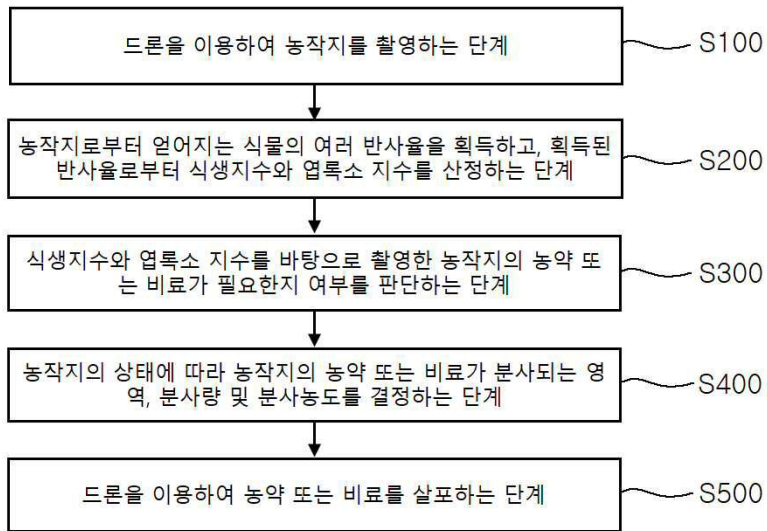 드론을 이용하여 농작지를 촬영하는 단계
S100
농작지로부터 얻어지는 식물의 여러 반사율을 획득하고, 획득된
반사율로부터 식생지수와 엽록소 지수를 산정하는 단계
S200
식생지수와 엽록소 지수를 바탕으로 촬영한 농작지의 농약 또
는 비료가 필요한지 여부를 판단하는 단계
S300
농작지의 상태에 따라 농작지의 농약 또는 비료가 분사되는 영
역, 분사량 및 분사농도를 결정하는 단계
S400
드론을 이용하여 농약 또는 비료를 살포하는 단계
S500